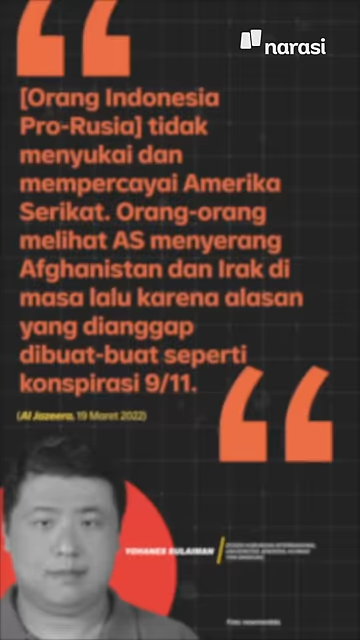 narasi
[Orang Indonesia
Pro-Rusia] tidak
menyukai dan
mempercayai Amerika
Serikat. Orang-orang
melihat AS menyerang
Afghanistan dan Irak di
masa lalu karena alasan
yang dianggap
dibuat-buat seperti
konspirasi 9/11.
(Al Jazeera, 19 Maret 2022)
YOHANES SULAIMAN